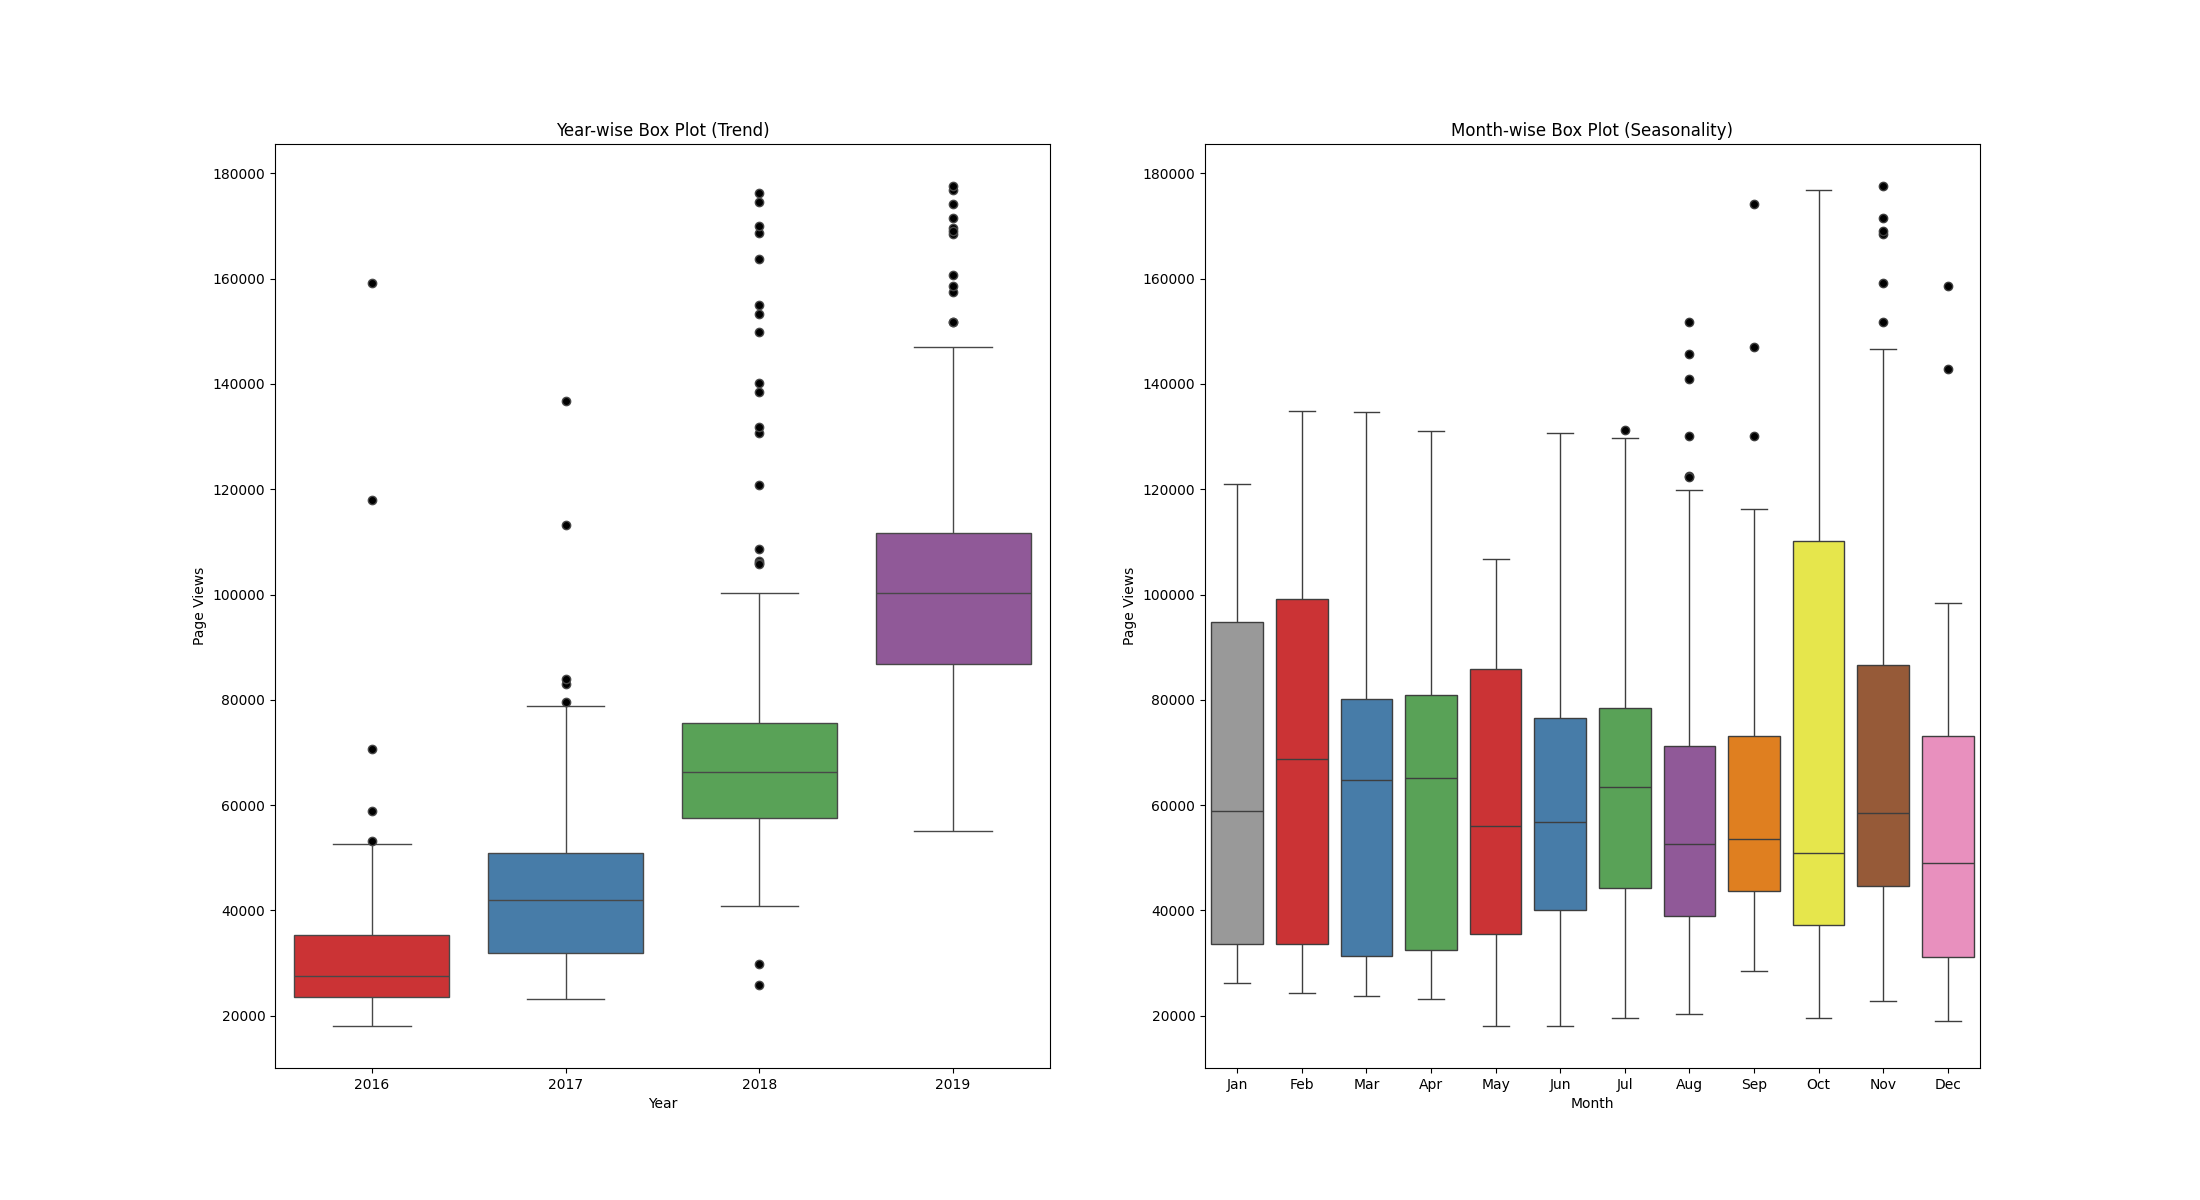 Year-wise Box Plot (Trend)
180000
160000
140000
120000
100000
80000
60000
40000
20000
Page Views
2016 2017 2018 2019
Year
Month-wise Box Plot (Seasonality)
180000
160000
140000
120000
100000
80000
60000
40000
20000
Page Views
Jan Feb Mar Apr May Jun Jul Aug Sep Oct Nov Dec
Month